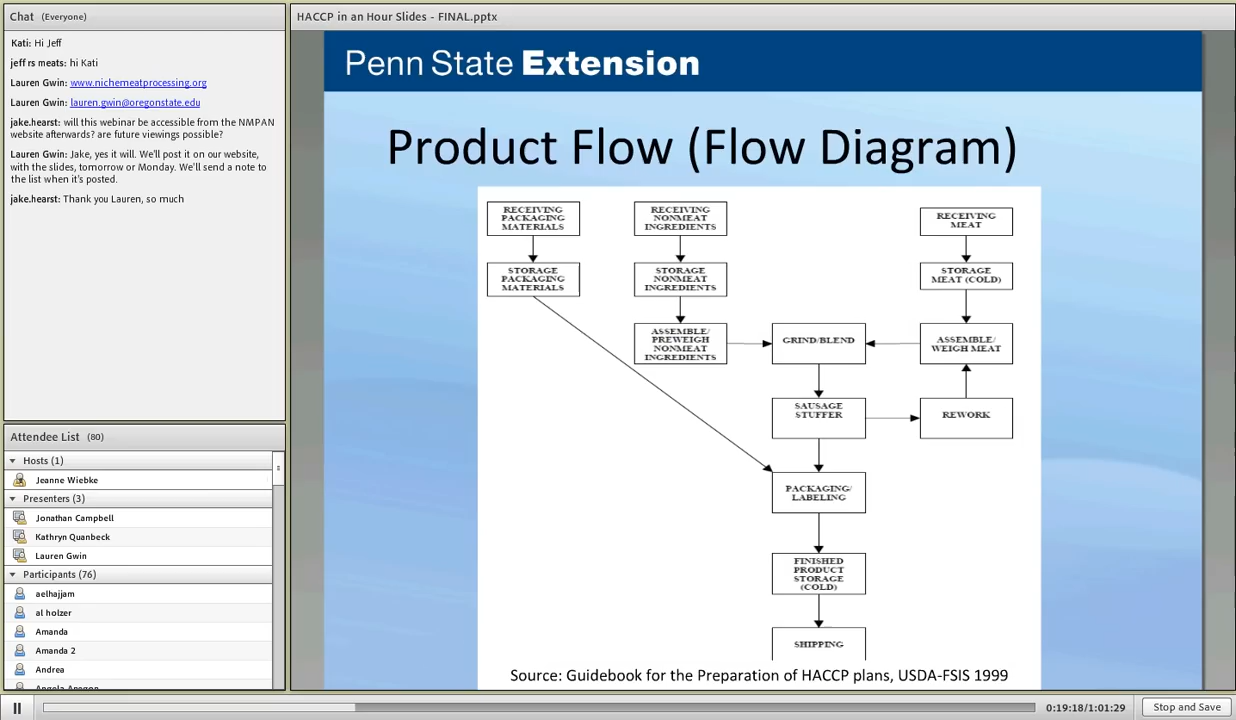 Chat (Everyone)
Kati: Hi Jeff
jeff rs meats: hi Kati
Lauren Gwin: www.nichemeatprocessing.org
Lauren Gwin: lauren.gwin@oregonstate.edu
jake.hearst: will this webinar be accessible from the NMPAN
website afterwards? are future viewings possible?
Lauren Gwin: Jake, yes it will. We'll post it on our website,
with the slides, tomorrow or Monday. We'll send a note to
the list when it's posted.
jake.hearst: Thank you Lauren, so much
Attendee List (80)
Hosts (1)
Jeanne Wiebke
Presenters (3)
Jonathan Campbell
Kathryn Quanbeck
Lauren Gwin
Participants (76)
aelhajjam
al holzer
Amanda
Amanda 2
Andrea
HACCP in an Hour Slides - FINAL.pptx
Penn State Extension
Product Flow (Flow Diagram)
RECEIVING
PACKAGING
MATERIALS
RECEIVING
NONMEAT
INGREDIENTS
RECEIVING
MEAT
STORAGE
PACKAGING
MATERIALS
STORAGE
NONMEAT
INGREDIENTS
STORAGE
MEAT (COLD)
ASSEMBLE/
PREWEIGH
NONMEAT
INGREDIENTS
GRIND/BLEND
ASSEMBLE/
WEIGH MEAT
SAUSAGE
STUFFER
REWORK
PACKAGING/
LABELING
FINISHED
PRODUCT
STORAGE
(COLD)
SHIPPING
Source: Guidebook for the Preparation of HACCP plans, USDA-FSIS 1999
0:19:18/1:01:29
Stop and Save